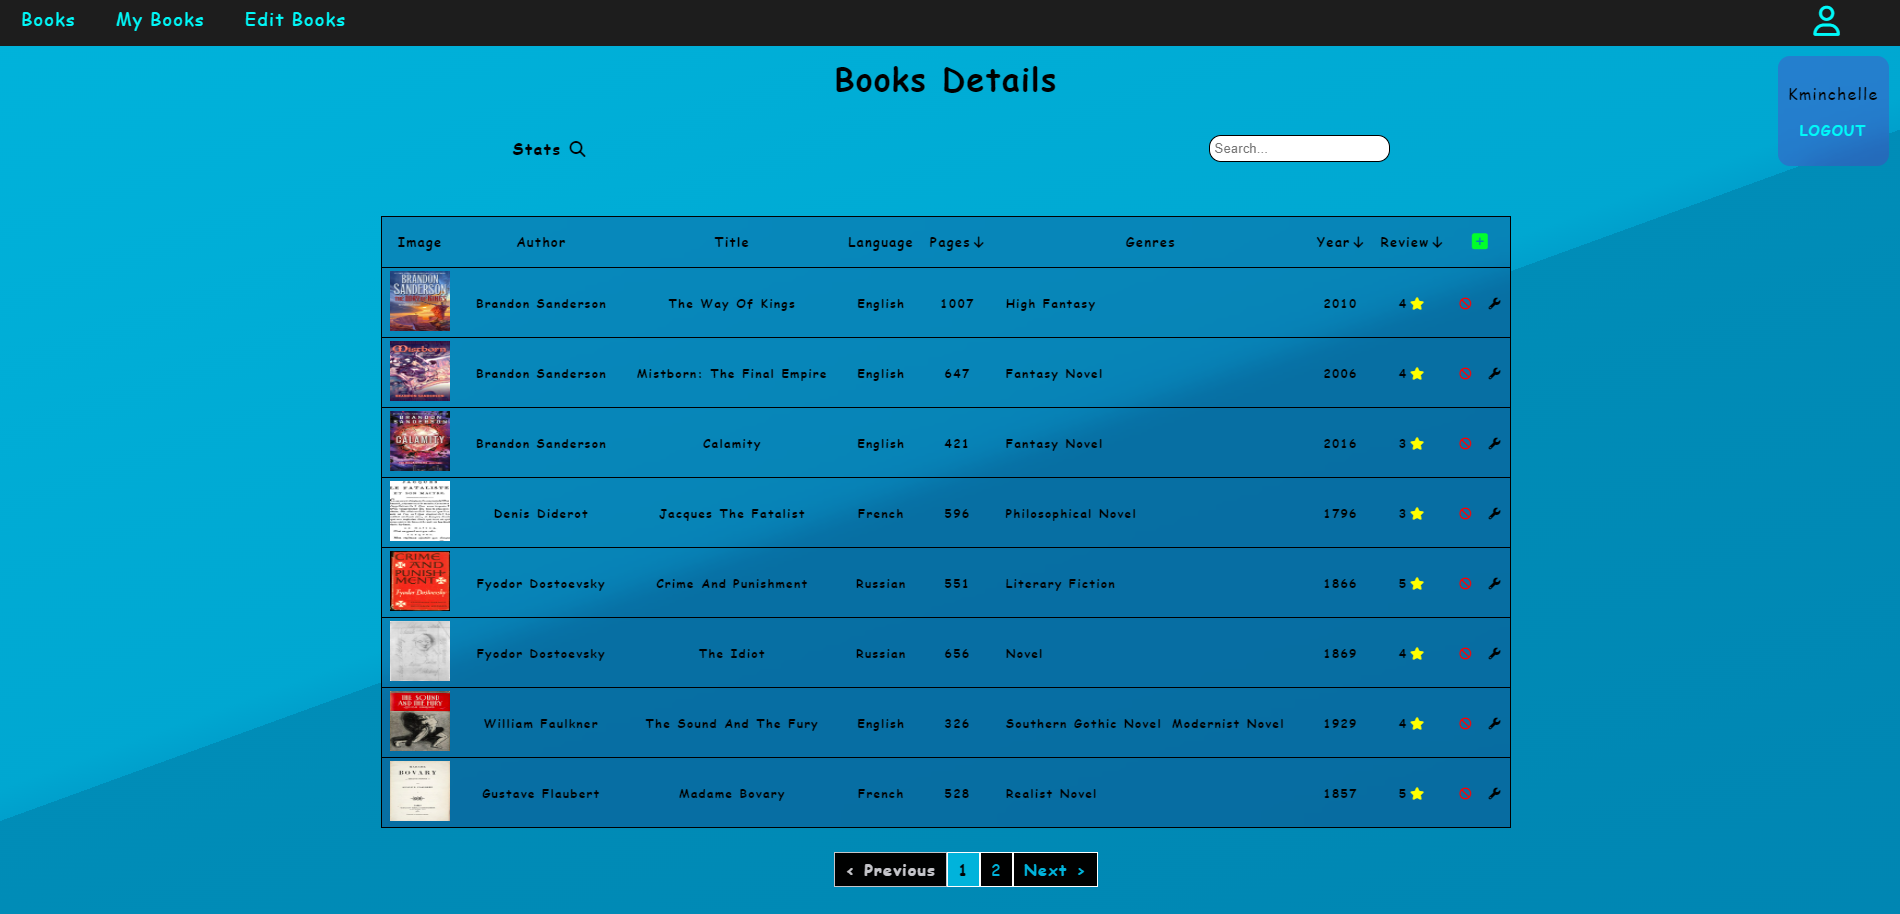 Books My Books Edit Books
Books Details
Kminchelle
LOGOUT
Stats
Search...
Image Author Title Language Pages Genres Year Review
BRANDON
SANDERSON
Brandon Sanderson The Way Of Kings English 1007 High Fantasy 2010 4
Mistborn
Brandon Sanderson Mistborn: The Final Empire English 647 Fantasy Novel 2006 4
BRANDON
SANDERSON
CALAMITY
Brandon Sanderson Calamity English 421 Fantasy Novel 2016 3
JACQUES
LE FATALISTE
ET SON MAITRE.
Denis Diderot Jacques The Fatalist French 596 Philosophical Novel 1796 3
CRIME
AND
PUNISH-
MENT
Fyodor Dostoevsky
Fyodor Dostoevsky Crime And Punishment Russian 551 Literary Fiction 1866 5
Fyodor Dostoevsky The Idiot Russian 656 Novel 1869 4
THE SOUND
AND THE FURY
William Faulkner The Sound And The Fury English 326 Southern Gothic Novel Modernist Novel 1929 4
MADAME
BOVARY
Gustave Flaubert Madame Bovary French 528 Realist Novel 1857 5
< Previous 1 2 Next >